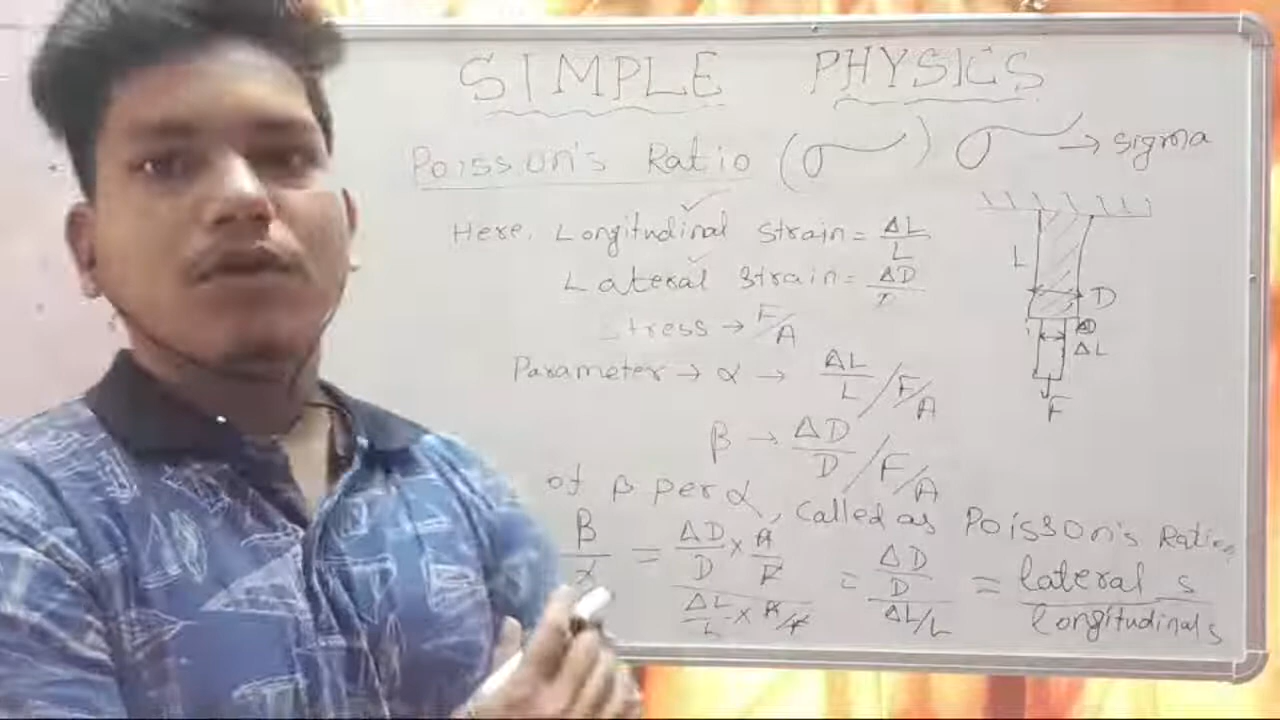 SIMPLE PHYSICS
Poisson's Ratio (σ) σ → sigma
Here, Longitudinal strain = ΔL/L
Lateral strain = ΔD/D
Stress → F/A
Parameter → α → ΔL/L / F/A
β → ΔD/D / F/A
of β per α, called as Poisson's Ratio
β/α = ΔD/D × A/F / ΔL/L × A/F = ΔD/D / ΔL/L = lateral s / longitudinal s
L
D
ΔD
ΔL
F